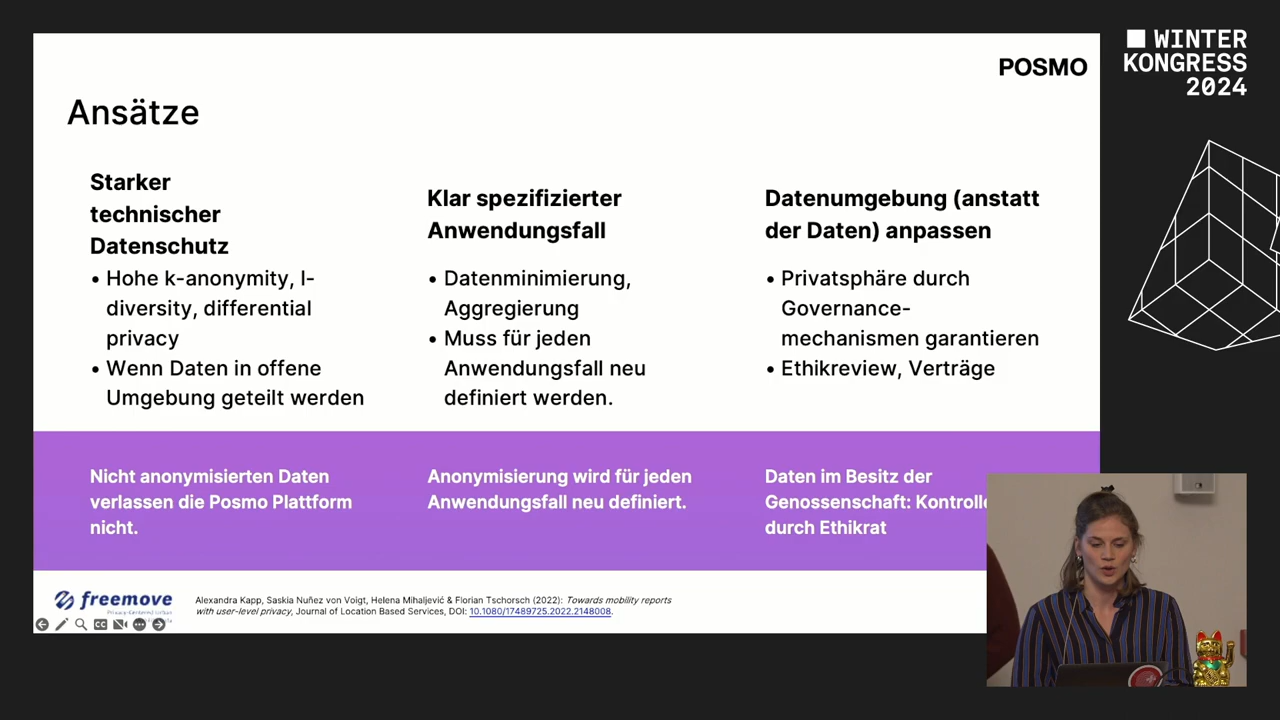 WINTER
KONGRESS
2024
POSMO
Ansätze
Starker
technischer
Datenschutz
• Hohe k-anonymity, l-
diversity, differential
privacy
• Wenn Daten in offene
Umgebung geteilt werden
Klar spezifizierter
Anwendungsfall
• Datenminimierung,
Aggregierung
• Muss für jeden
Anwendungsfall neu
definiert werden.
Datenumgebung (anstatt
der Daten) anpassen
• Privatsphäre durch
Governance-
mechanismen garantieren
• Ethikreview, Verträge
Nicht anonymisierten Daten
verlassen die Posmo Plattform
nicht.
Anonymisierung wird für jeden
Anwendungsfall neu definiert.
Daten im Besitz der
Genossenschaft: Kontrolle
durch Ethikrat
freemove
Alexandra Kapp, Saskia Nuñez von Voigt, Helena Mihaljević & Florian Tschorsch (2022): Towards mobility reports
with user-level privacy, Journal of Location Based Services, DOI: 10.1080/17489725.2022.2148008.
CC